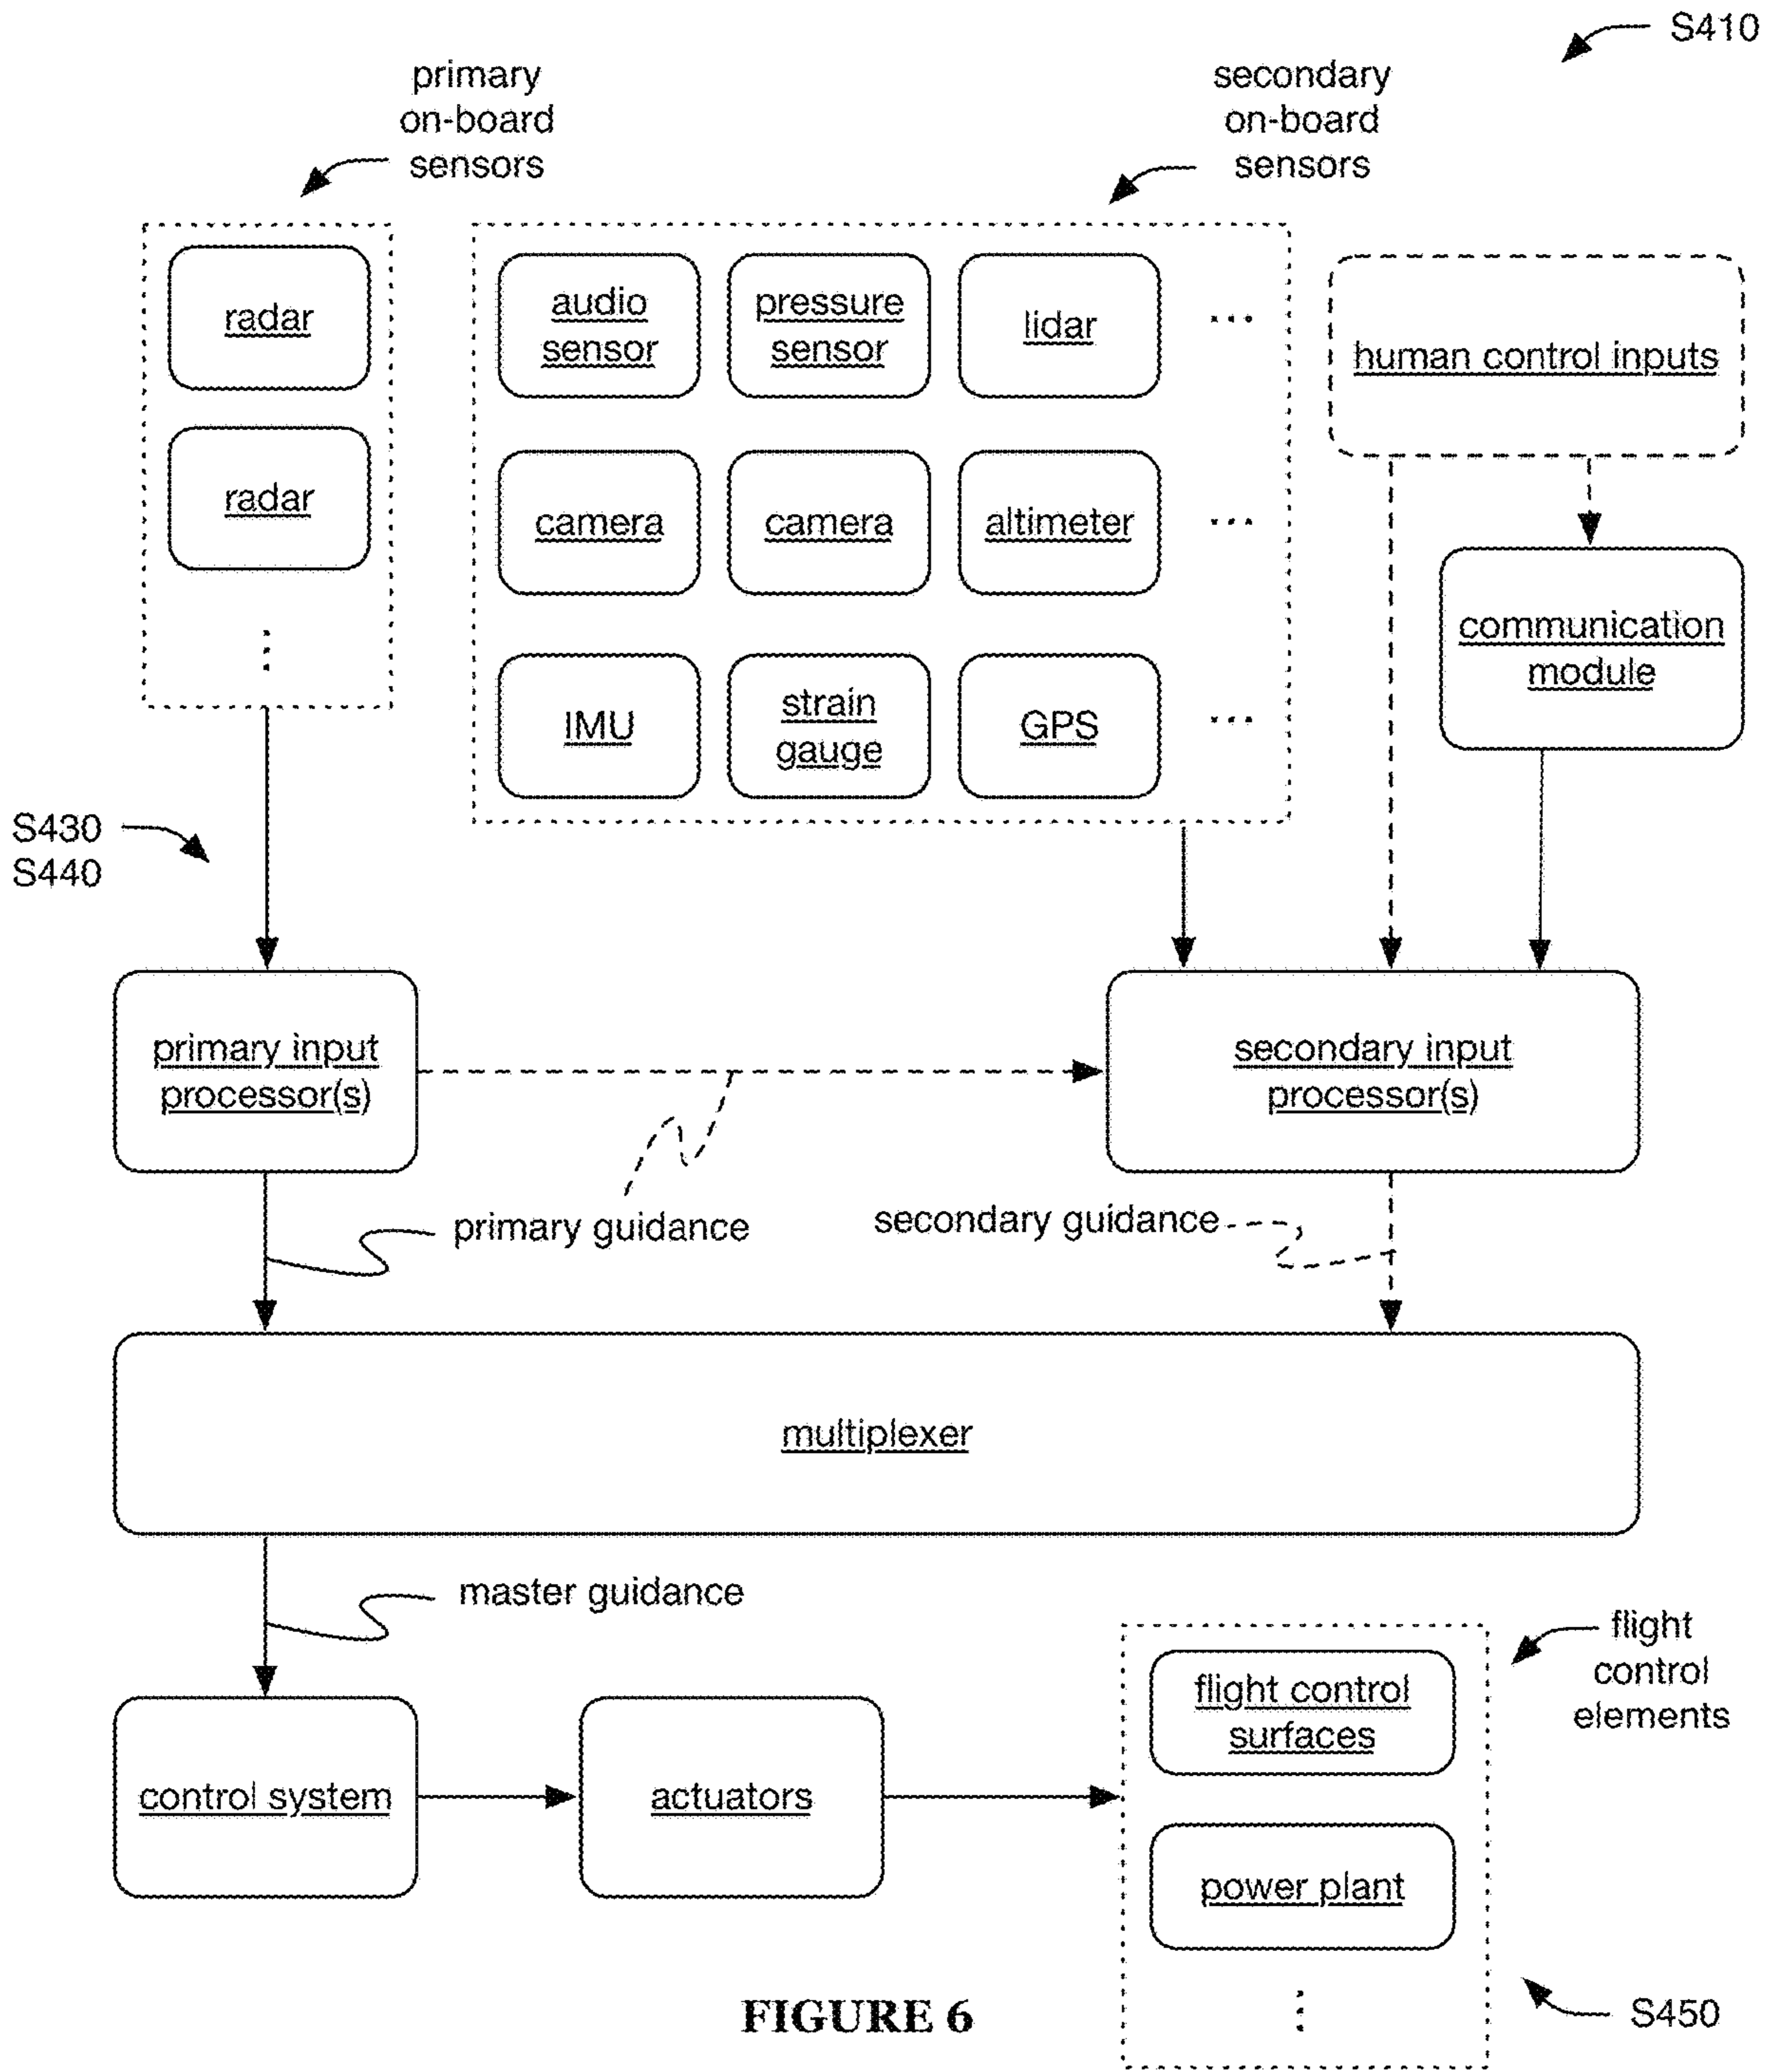 S410
primary
on-board
sensors
secondary
on-board
sensors
radar
radar
⋮
audio
sensor
pressure
sensor
lidar
...
camera
camera
altimeter
...
IMU
strain
gauge
GPS
...
human control inputs
communication
module
S430
S440
primary input
processor(s)
secondary input
processor(s)
primary guidance
secondary guidance
multiplexer
master guidance
control system
actuators
flight control
surfaces
power plant
⋮
flight
control
elements
S450
FIGURE 6